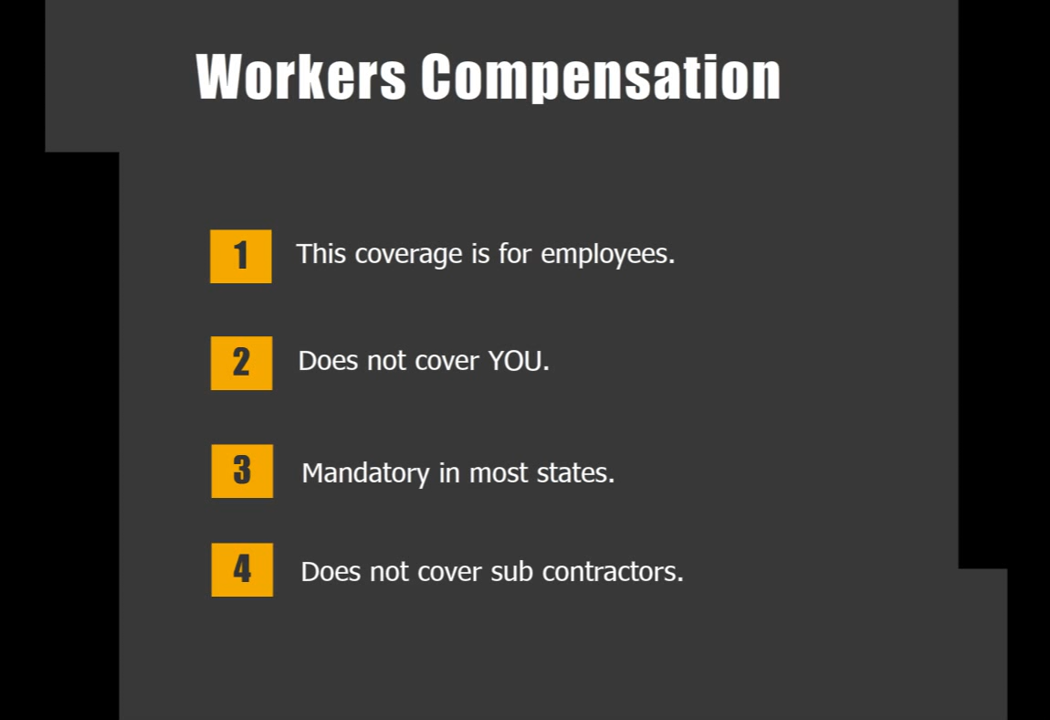 Workers Compensation
1 This coverage is for employees.
2 Does not cover YOU.
3 Mandatory in most states.
4 Does not cover sub contractors.